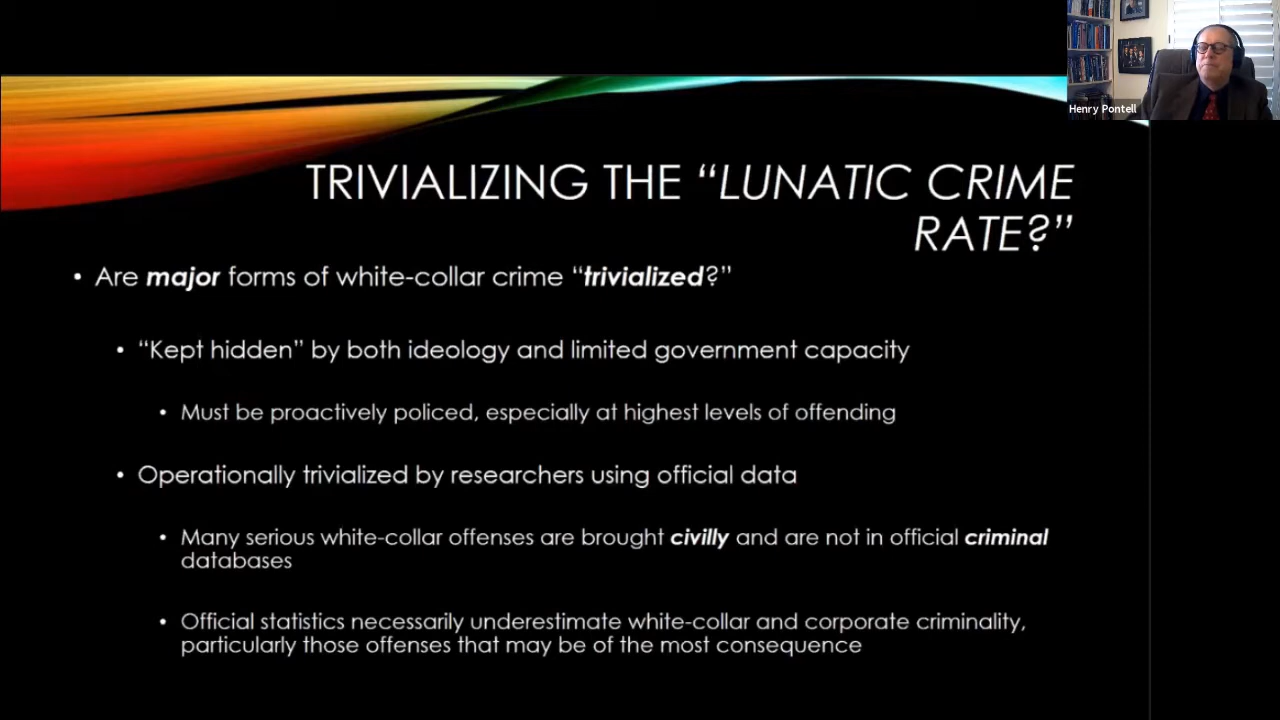 Henry Pontell
TRIVIALIZING THE “LUNATIC CRIME
RATE?”
• Are major forms of white-collar crime “trivialized?”
• “Kept hidden” by both ideology and limited government capacity
• Must be proactively policed, especially at highest levels of offending
• Operationally trivialized by researchers using official data
• Many serious white-collar offenses are brought civilly and are not in official criminal
databases
• Official statistics necessarily underestimate white-collar and corporate criminality,
particularly those offenses that may be of the most consequence